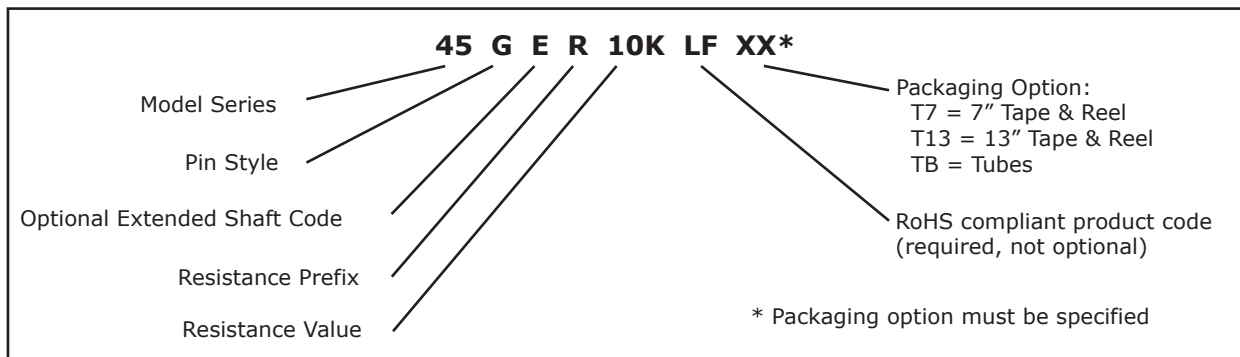 45 G E R 10K LF XX*
Model Series
Pin Style
Optional Extended Shaft Code
Resistance Prefix
Resistance Value
Packaging Option:
T7 = 7” Tape & Reel
T13 = 13” Tape & Reel
TB = Tubes
RoHS compliant product code
(required, not optional)
* Packaging option must be specified